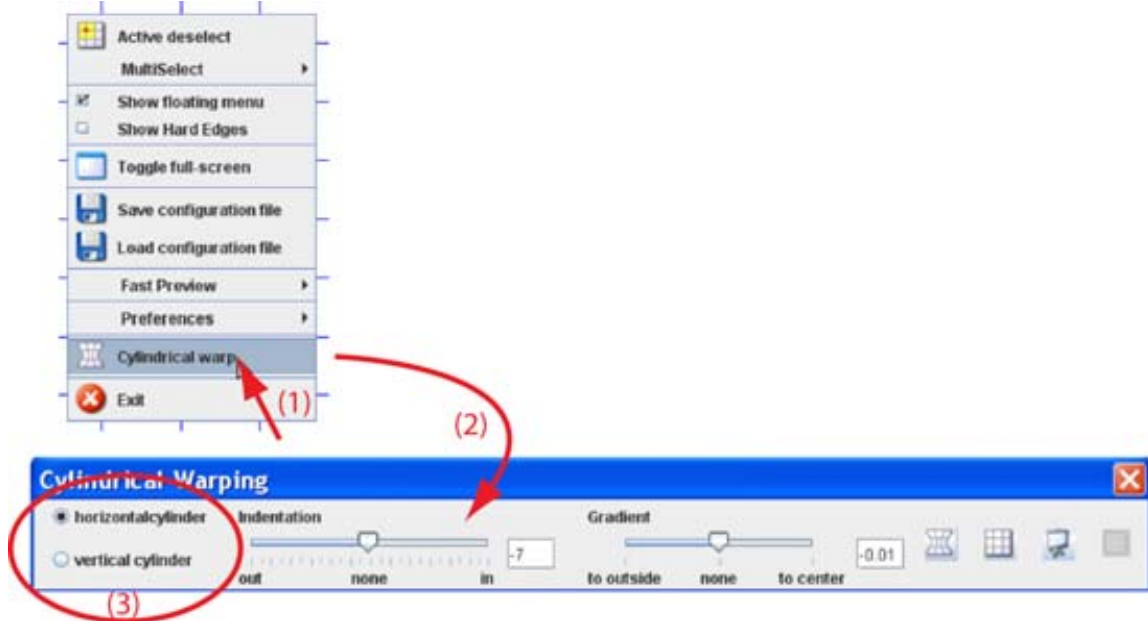 Active deselect
MultiSelect
Show floating menu
Show Hard Edges
Toggle full-screen
Save configuration file
Load configuration file
Fast Preview
Preferences
Cylindrical warp
Exit
(1)
(2)
Cylindrical Warping
horizontalcylinder
Indentation
Gradient
vertical cylinder
-7
-0.01
out none in
to outside none to center
(3)